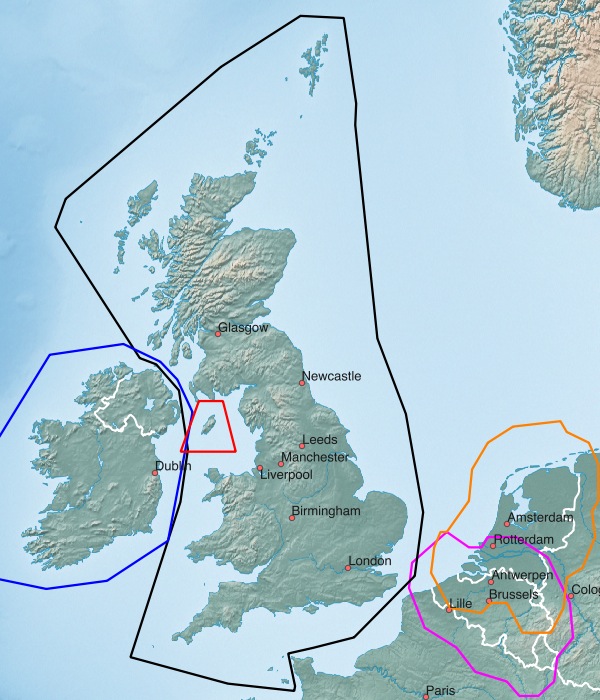 Glasgow
Newcastle
Leeds
Manchester
Liverpool
Dublin
Birmingham
London
Amsterdam
Rotterdam
Antwerpen
Brussels
Lille
Colog
Paris